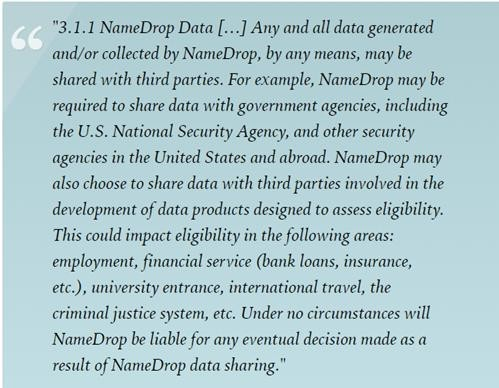 "3.1.1 NameDrop Data […] Any and all data generated
and/or collected by NameDrop, by any means, may be
shared with third parties. For example, NameDrop may be
required to share data with government agencies, including
the U.S. National Security Agency, and other security
agencies in the United States and abroad. NameDrop may
also choose to share data with third parties involved in the
development of data products designed to assess eligibility.
This could impact eligibility in the following areas:
employment, financial service (bank loans, insurance,
etc.), university entrance, international travel, the
criminal justice system, etc. Under no circumstances will
NameDrop be liable for any eventual decision made as a
result of NameDrop data sharing."